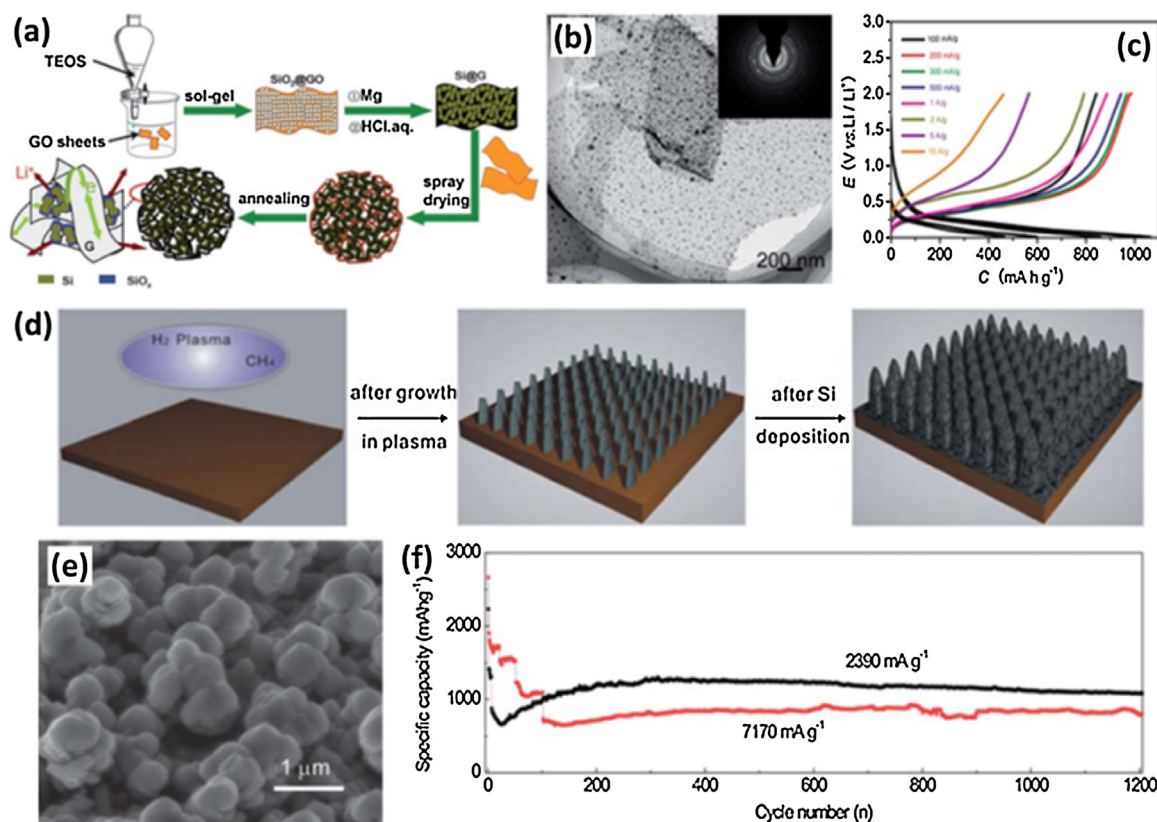 (a)
TEOS
GO sheets
sol-gel
SiO₂@GO
①Mg
②HCl.aq.
Si@G
spray
drying
annealing
Li⁺
e
G
Si
SiOₓ
(b)
200 nm
(c)
3.0
2.5
2.0
1.5
1.0
0.5
0.0
E (V vs.Li / Li⁺)
100 mA/g
200 mA/g
300 mA/g
500 mA/g
1 A/g
2 A/g
5 A/g
10 A/g
0 200 400 600 800 1000
C (mA h g⁻¹)
(d)
H₂ Plasma
CH₄
after growth
in plasma
after Si
deposition
(e)
1 μm
(f)
3000
2000
1000
0
Specific capacity (mAhg⁻¹)
2390 mA g⁻¹
7170 mA g⁻¹
0 200 400 600 800 1000 1200
Cycle number (n)